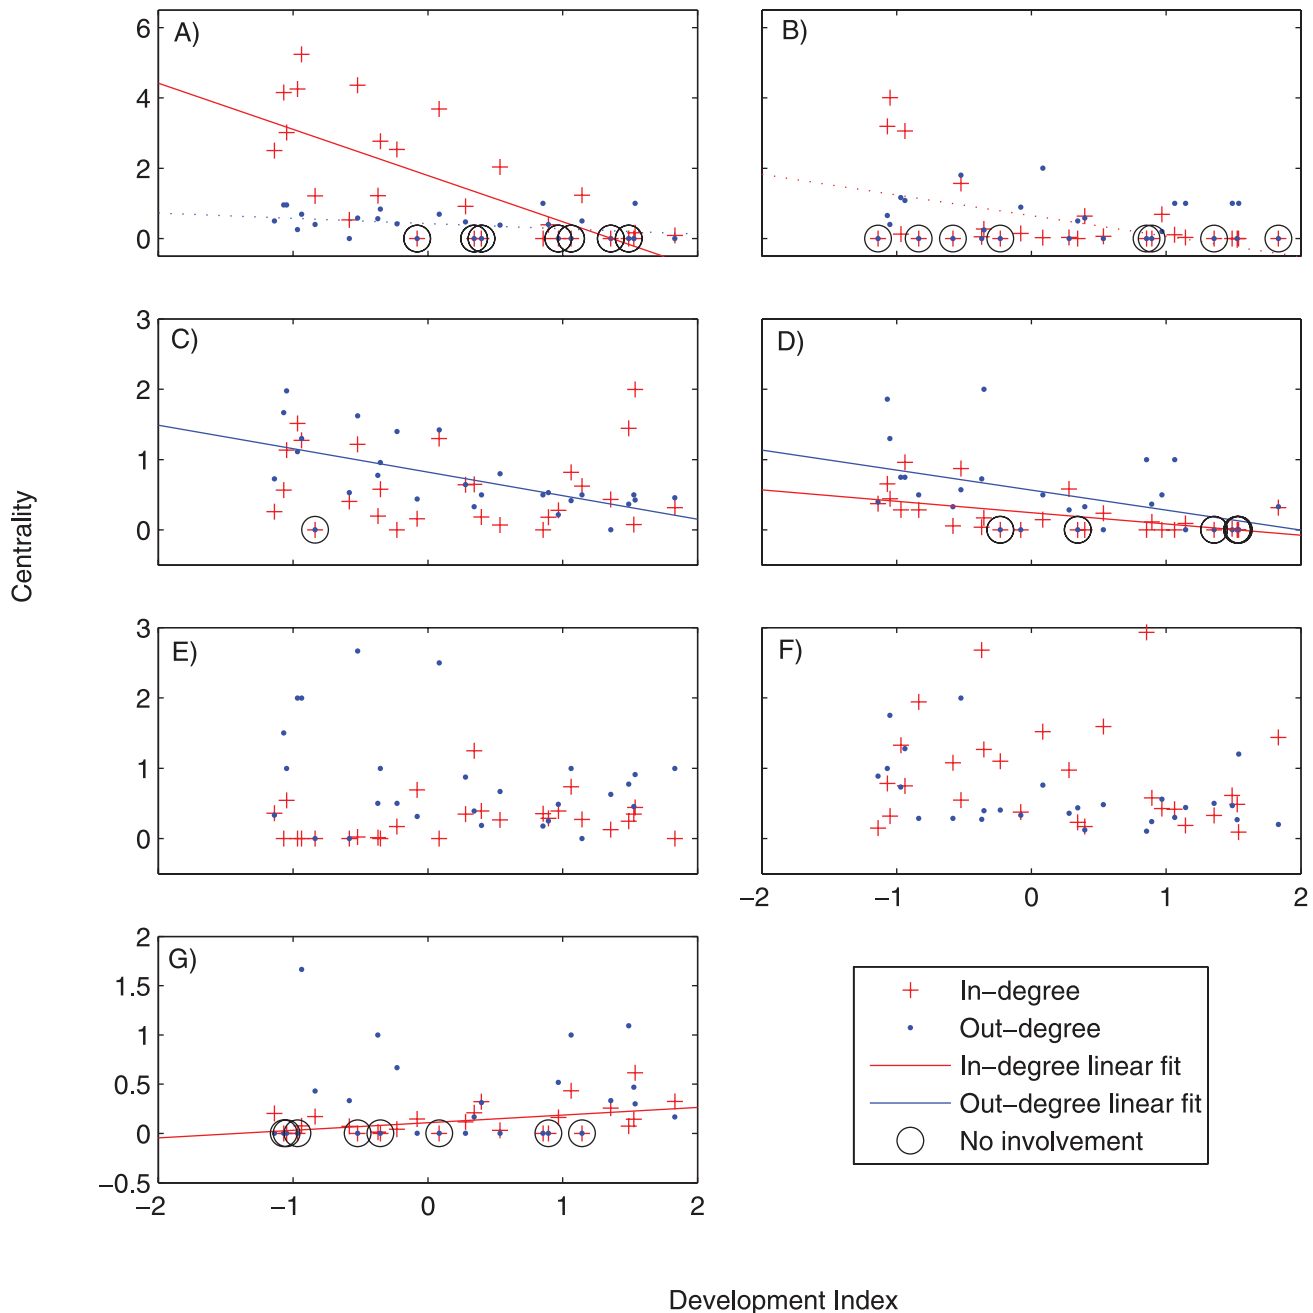 A)
6
4
2
0
B)
C)
3
2
1
0
D)
E)
3
2
1
0
F)
−2 −1 0 1 2
G)
2
1.5
1
0.5
0
−0.5
−2 −1 0 1 2
Centrality
Development Index
In−degree
Out−degree
In−degree linear fit
Out−degree linear fit
No involvement